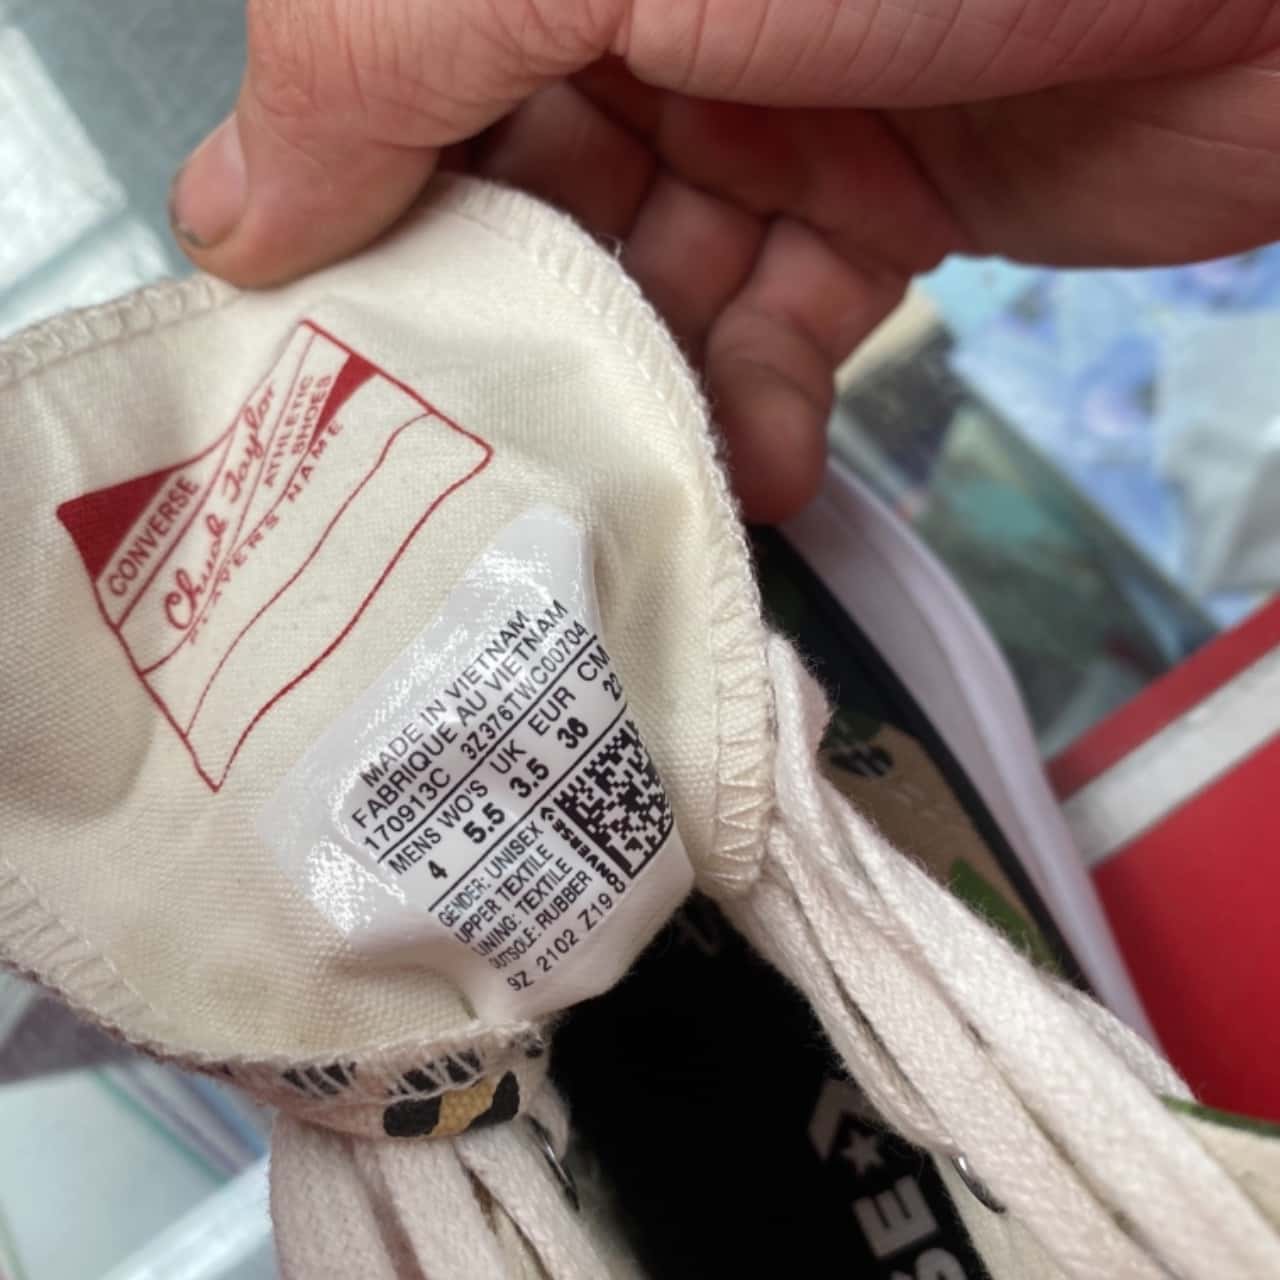 CONVERSE
Chuck Taylor
ATHLETIC
SHOES
PLAYERS NAME
MADE IN VIETNAM
FABRIQUE AU VIETNAM
170913C 3Z376TWC00704
MENS WO'S UK EUR CM
4 5.5 3.5 36
GENDER: UNISEX
UPPER TEXTILE
LINING: TEXTILE
OUTSOLE: RUBBER
9Z 2102 Z19